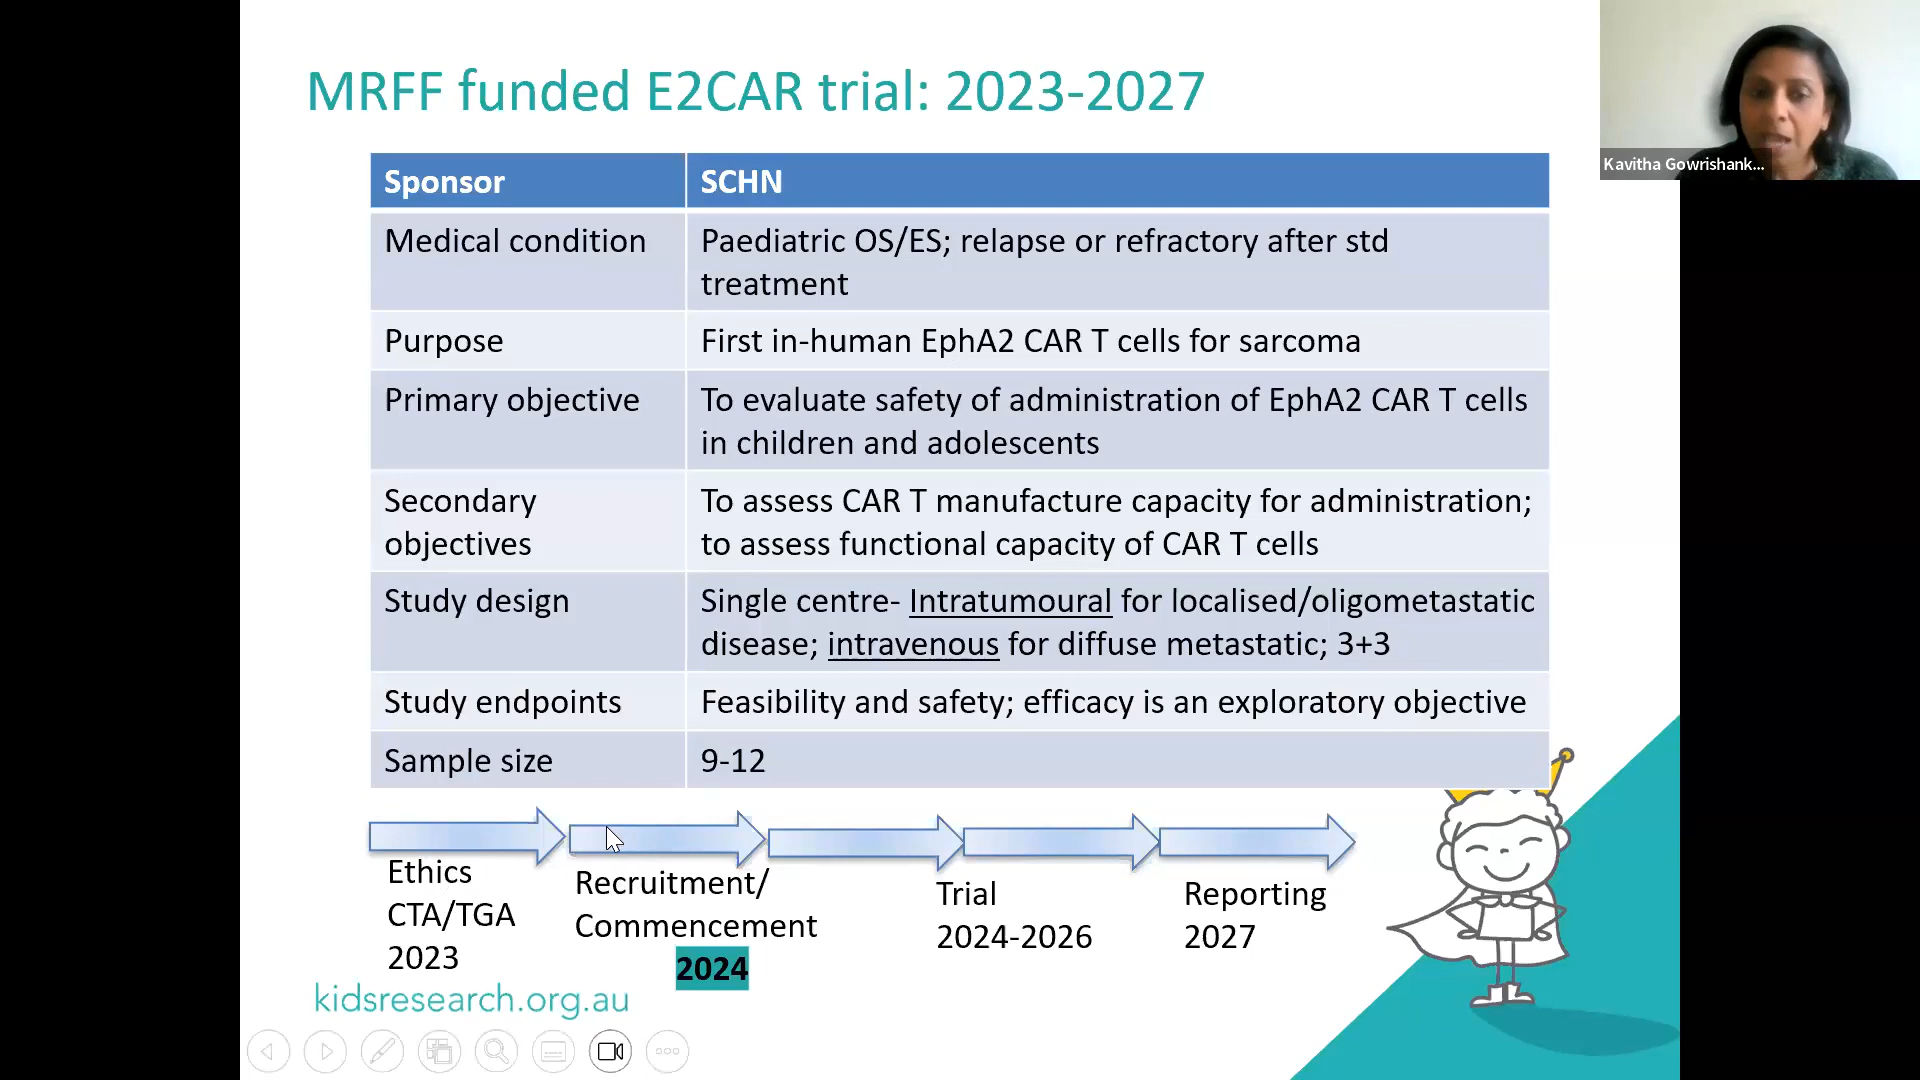 MRFF funded E2CAR trial: 2023-2027
Kavitha Gowrishank...
Sponsor
SCHN
Medical condition
Paediatric OS/ES; relapse or refractory after std
treatment
Purpose
First in-human EphA2 CAR T cells for sarcoma
Primary objective
To evaluate safety of administration of EphA2 CAR T cells
in children and adolescents
Secondary
objectives
To assess CAR T manufacture capacity for administration;
to assess functional capacity of CAR T cells
Study design
Single centre- Intratumoural for localised/oligometastatic
disease; intravenous for diffuse metastatic; 3+3
Study endpoints
Feasibility and safety; efficacy is an exploratory objective
Sample size
9-12
Ethics
CTA/TGA
2023
Recruitment/
Commencement
2024
Trial
2024-2026
Reporting
2027
kidsresearch.org.au